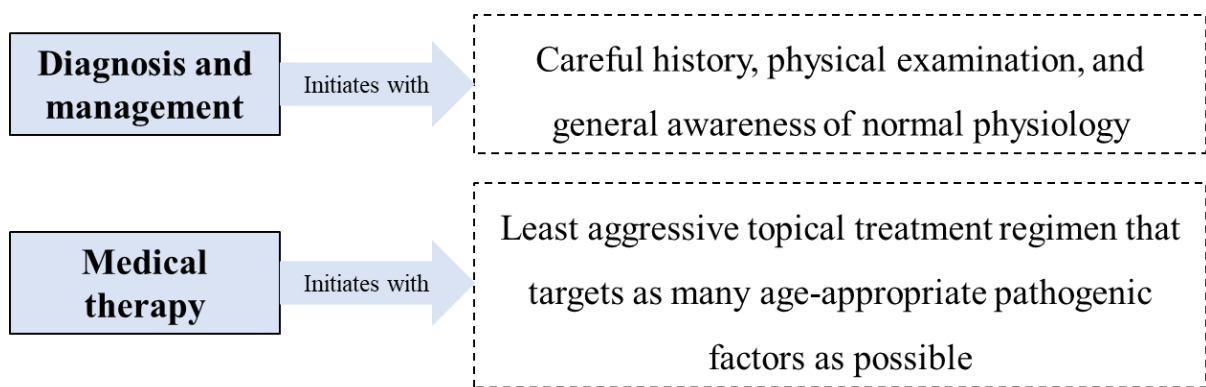 Diagnosis and
management
Initiates with
Careful history, physical examination, and
general awareness of normal physiology
Medical
therapy
Initiates with
Least aggressive topical treatment regimen that
targets as many age-appropriate pathogenic
factors as possible